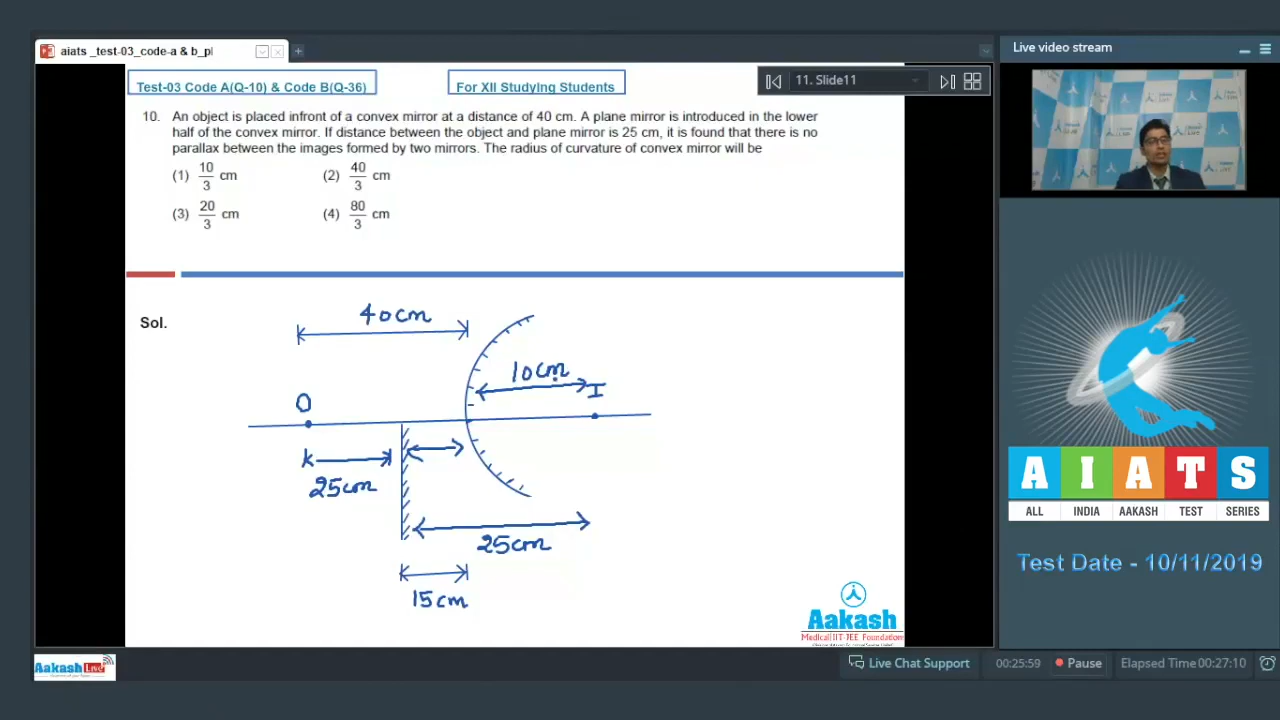 aiats _test-03_code-a & b_p
Live video stream
Test-03 Code A(Q-10) & Code B(Q-36)
For XII Studying Students
11. Slide11
10. An object is placed infront of a convex mirror at a distance of 40 cm. A plane mirror is introduced in the lower
half of the convex mirror. If distance between the object and plane mirror is 25 cm, it is found that there is no
parallax between the images formed by two mirrors. The radius of curvature of convex mirror will be
(1) 10/3 cm (2) 40/3 cm
(3) 20/3 cm (4) 80/3 cm
Sol.
40cm
10cm
O
I
25cm
25cm
15cm
A I A T S
ALL INDIA AAKASH TEST SERIES
Test Date - 10/11/2019
Aakash
Medical|IIT-JEE|Foundations
Aakash Live
Live Chat Support
00:25:59
Pause
Elapsed Time 00:27:10